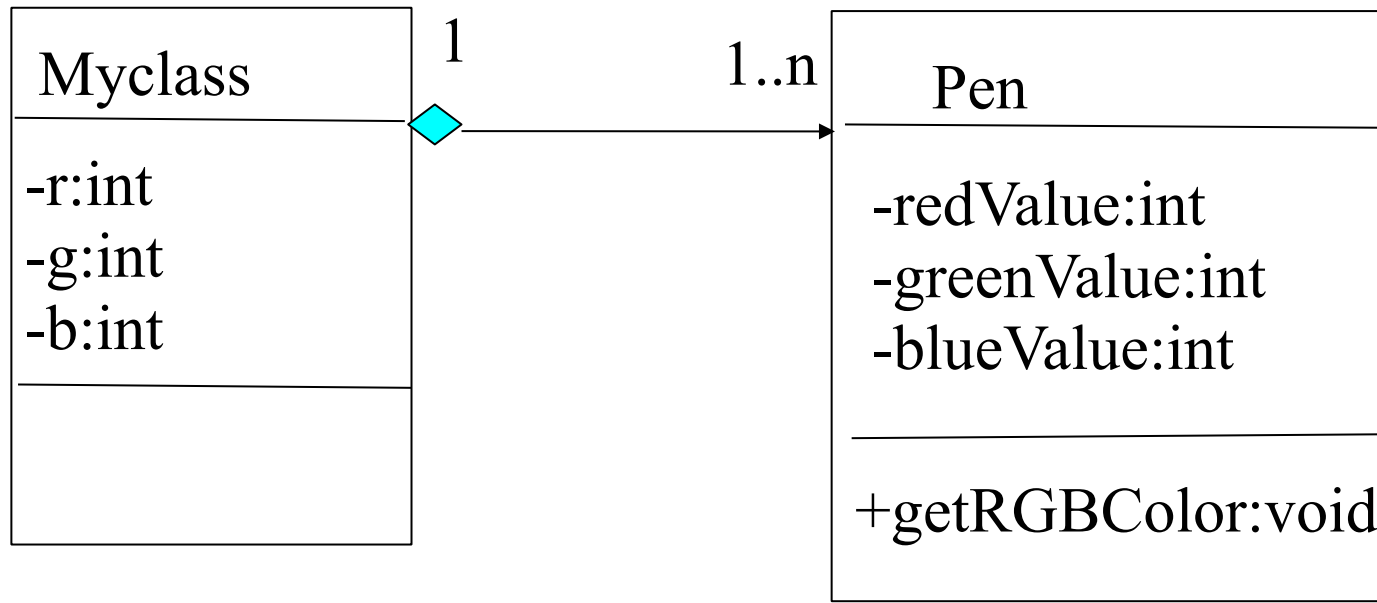 Myclass
-r:int
-g:int
-b:int
1
1..n
Pen
-redValue:int
-greenValue:int
-blueValue:int
+getRGBColor:void